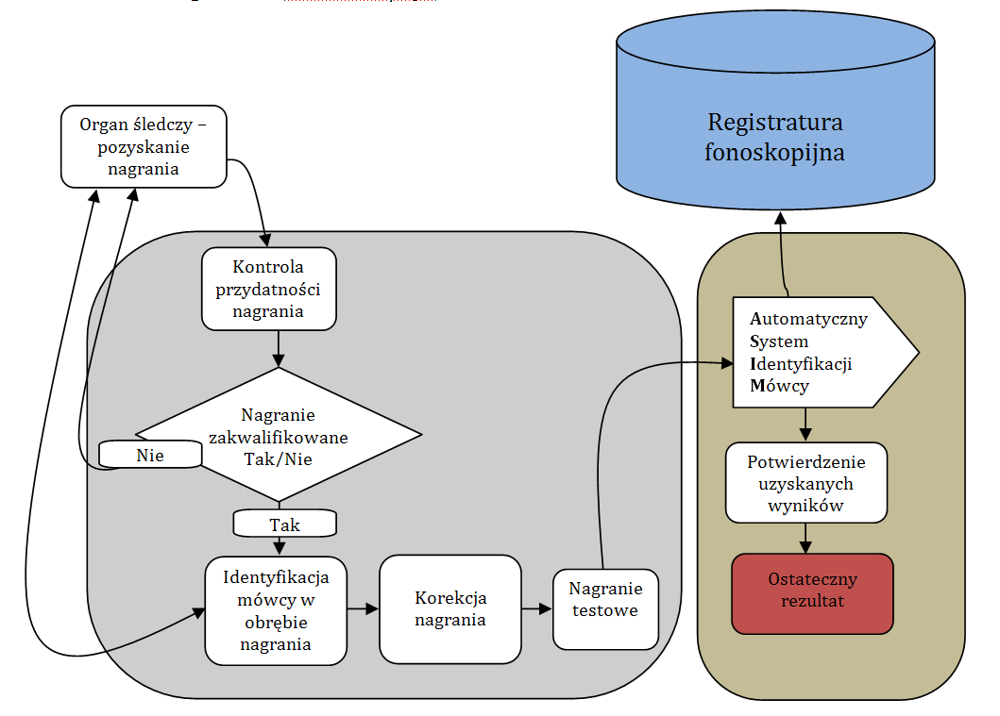 Organ śledczy –
pozyskanie
nagrania
Registratura
fonoskopijna
Kontrola
przydatności
nagrania
Nagranie
zakwalifikowane
Tak/Nie
Nie
Tak
Identyfikacja
mówcy w
obrębie
nagrania
Korekcja
nagrania
Nagranie
testowe
Automatyczny
System
Identyfikacji
Mówcy
Potwierdzenie
uzyskanych
wyników
Ostateczny
rezultat